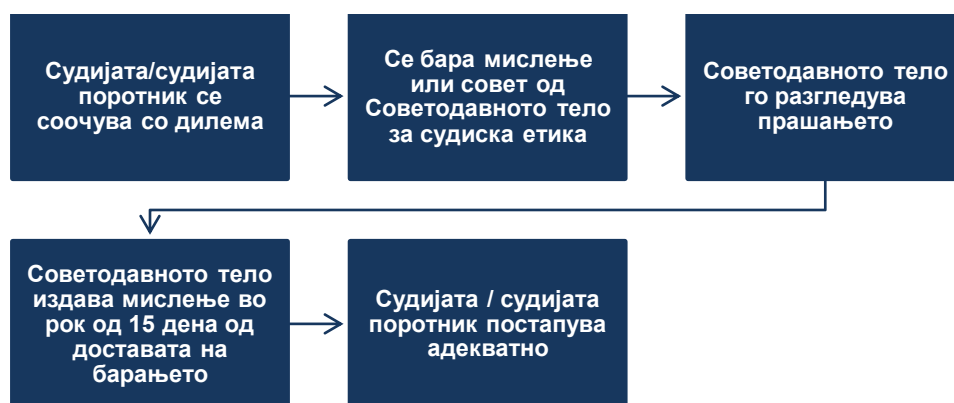 Судијата/судијата
поротник се
соочува со дилема
Се бара мислење
или совет од
Советодавното тело
за судиска етика
Советодавното тело
го разгледува
прашањето
Советодавното тело
издава мислење во
рок од 15 дена од
доставата на
барањето
Судијата / судијата
поротник постапува
адекватно